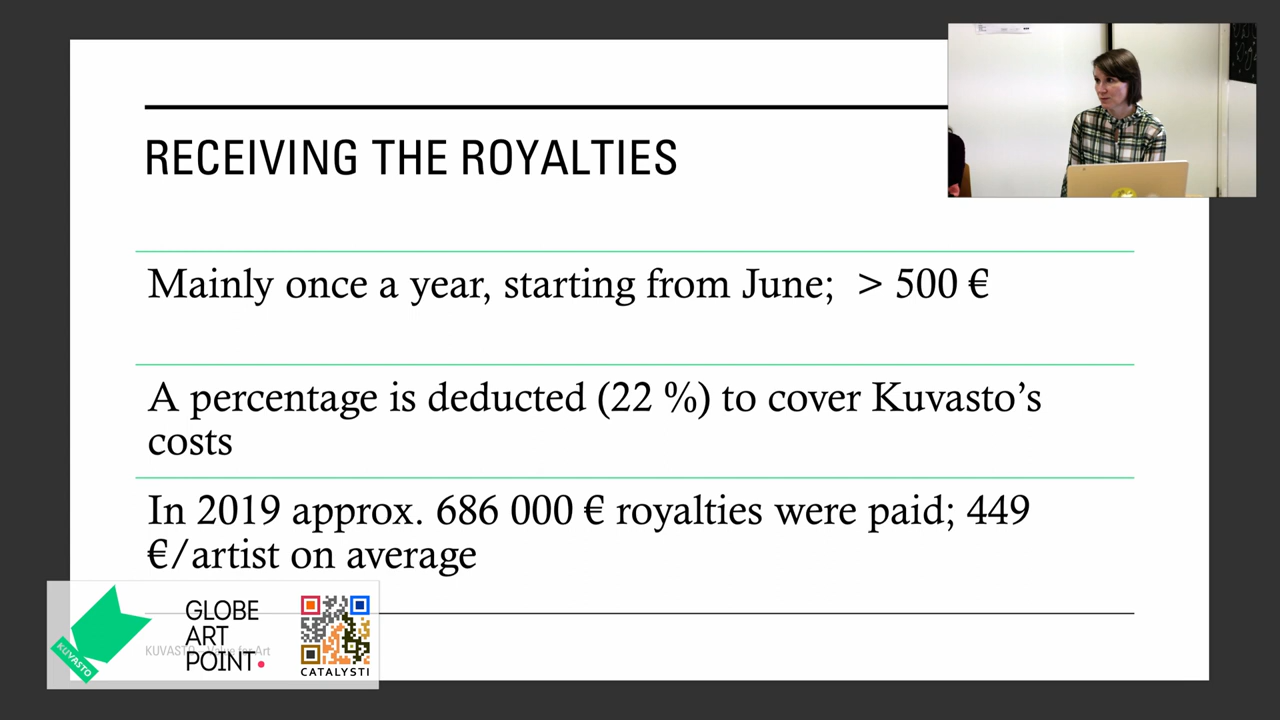 RECEIVING THE ROYALTIES
Mainly once a year, starting from June;  > 500 €
A percentage is deducted (22 %) to cover Kuvasto’s
costs
In 2019 approx. 686 000 € royalties were paid; 449
€/artist on average
KUVASTO
GLOBE
ART
POINT.
CATALYSTI